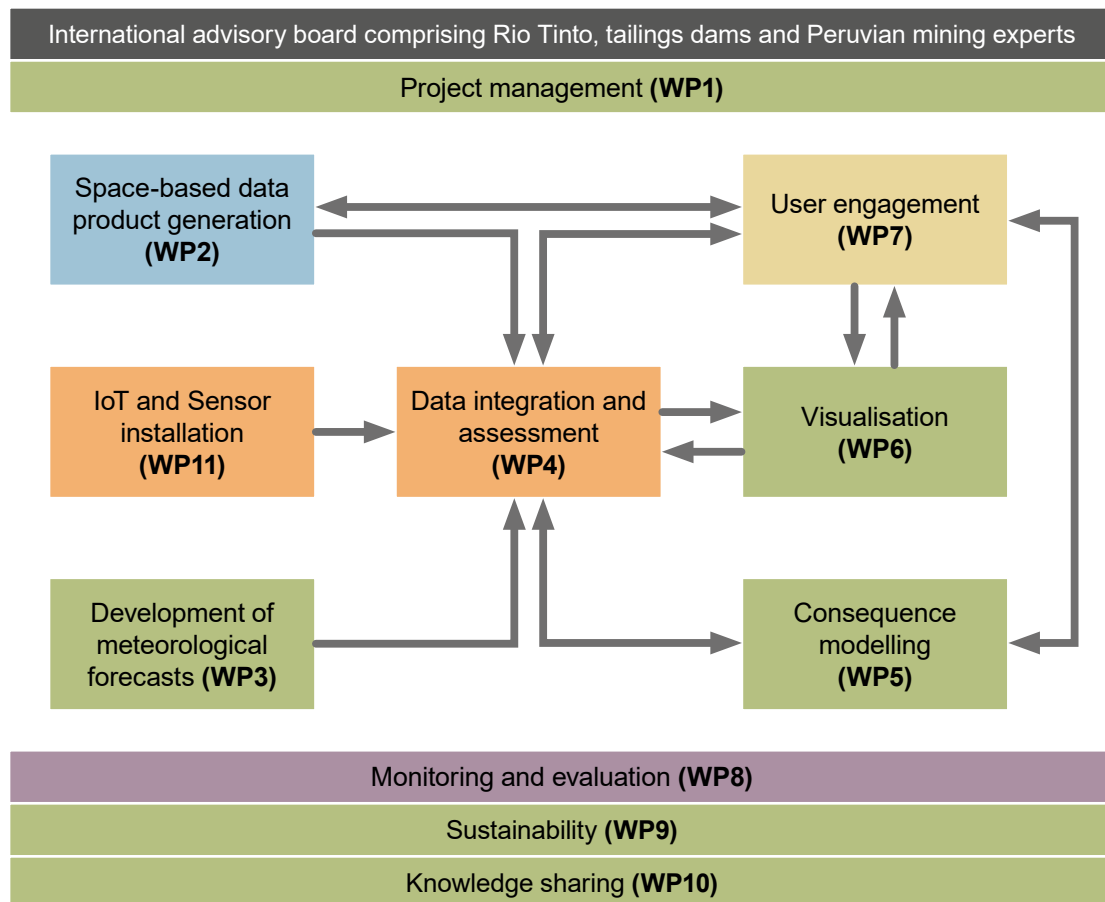 International advisory board comprising Rio Tinto, tailings dams and Peruvian mining experts
Project management (WP1)
Space-based data
product generation
(WP2)
User engagement
(WP7)
IoT and Sensor
installation
(WP11)
Data integration and
assessment
(WP4)
Visualisation
(WP6)
Development of
meteorological
forecasts (WP3)
Consequence
modelling
(WP5)
Monitoring and evaluation (WP8)
Sustainability (WP9)
Knowledge sharing (WP10)